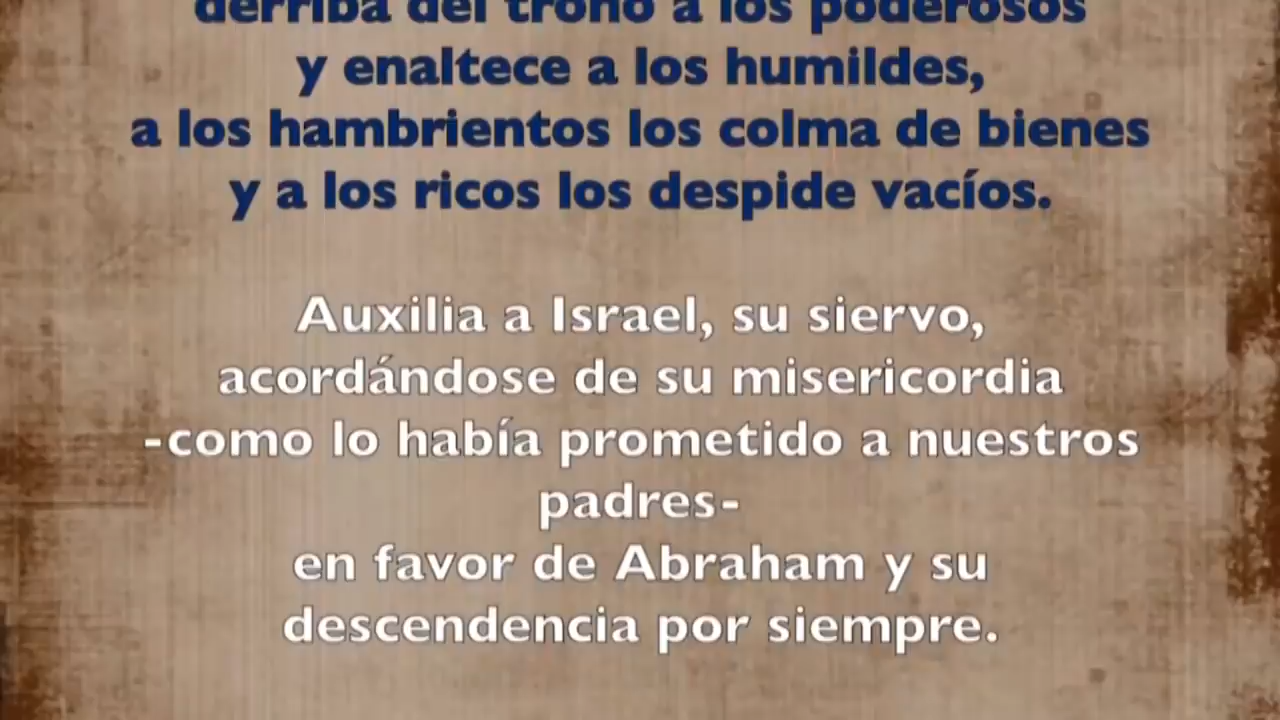 derriba del trono a los poderosos
y enaltece a los humildes,
a los hambrientos los colma de bienes
y a los ricos los despide vacíos.
Auxilia a Israel, su siervo,
acordándose de su misericordia
-como lo había prometido a nuestros
padres-
en favor de Abraham y su
descendencia por siempre.